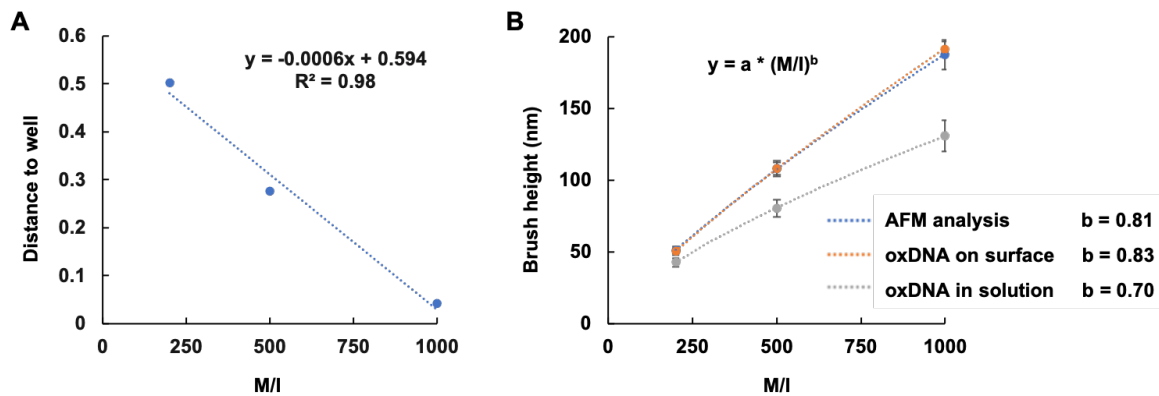 A
y = -0.0006x + 0.594
R² = 0.98
0.6
0.5
0.4
0.3
0.2
0.1
0
Distance to well
0 250 500 750 1000
M/I
B
y = a * (M/I)ᵇ
200
150
100
50
0
Brush height (nm)
AFM analysis b = 0.81
oxDNA on surface b = 0.83
oxDNA in solution b = 0.70
0 250 500 750 1000
M/I